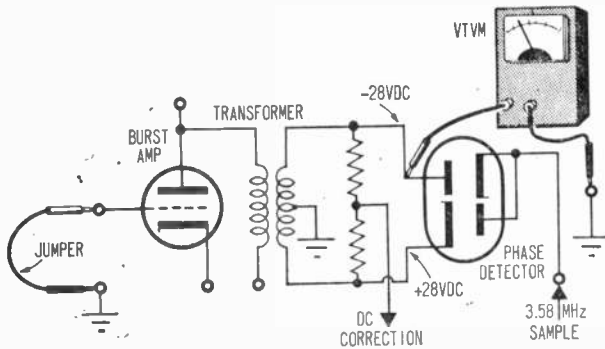 VTVM
-28VDC
TRANSFORMER
BURST
AMP
JUMPER
PHASE
DETECTOR
+28VDC
DC
CORRECTION
3.58 MHz
SAMPLE